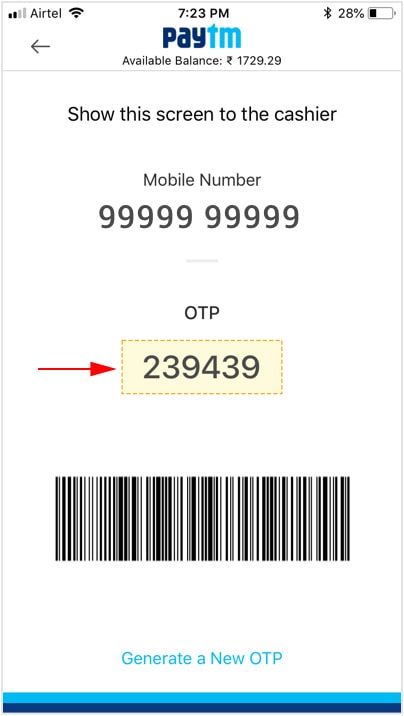 Airtel 7:23 PM 28%
paytm
Available Balance: ₹ 1729.29
Show this screen to the cashier
Mobile Number
99999 99999
OTP
239439
Generate a New OTP